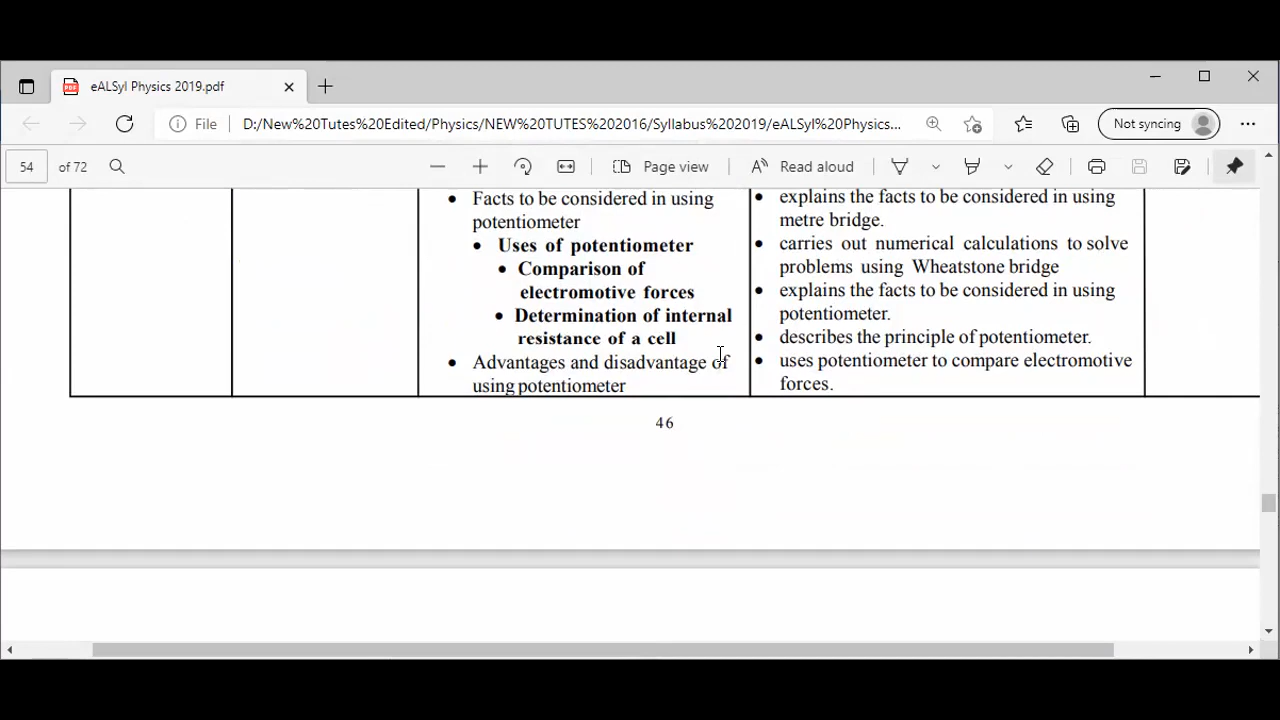 eALSyl Physics 2019.pdf
File
D:/New%20Tutes%20Edited/Physics/NEW%20TUTES%202016/Syllabus%202019/eALSyl%20Physics...
Not syncing
54 of 72
Page view
Read aloud
• Facts to be considered in using
potentiometer
• Uses of potentiometer
• Comparison of
electromotive forces
• Determination of internal
resistance of a cell
• Advantages and disadvantage of
using potentiometer
• explains the facts to be considered in using
metre bridge.
• carries out numerical calculations to solve
problems using Wheatstone bridge
• explains the facts to be considered in using
potentiometer.
• describes the principle of potentiometer.
• uses potentiometer to compare electromotive
forces.
46